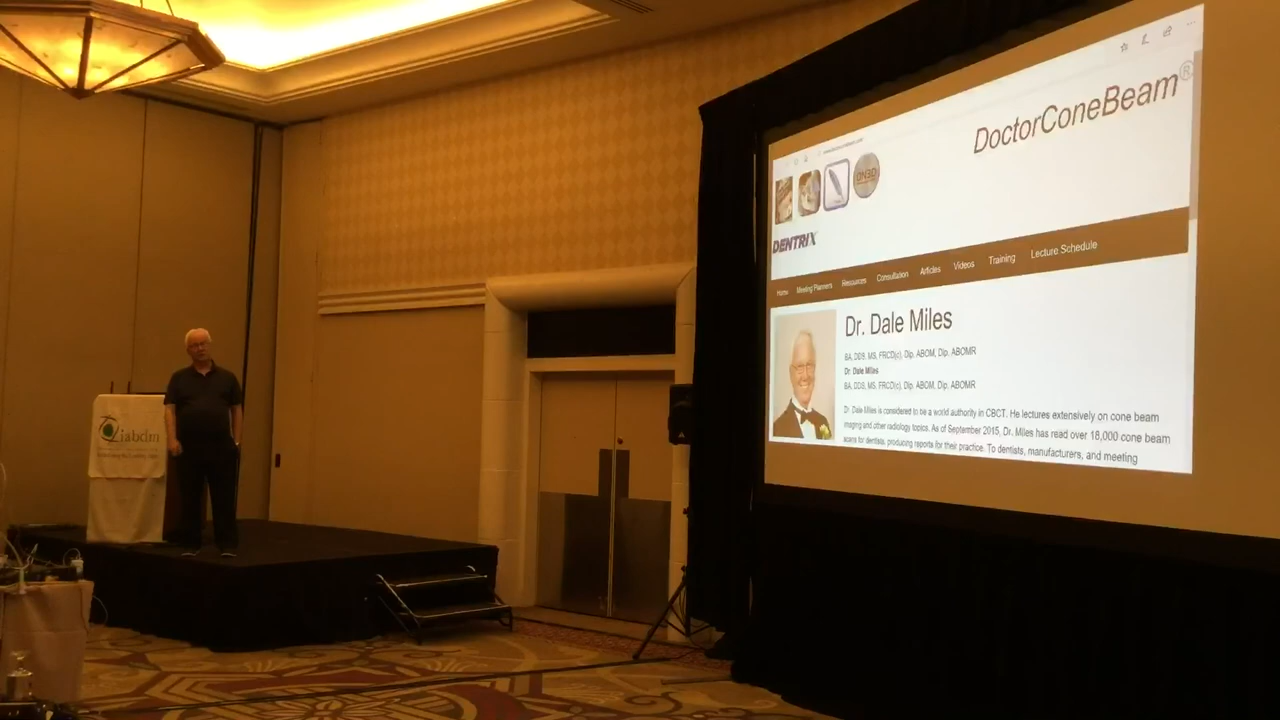 DoctorConeBeam®
DN3D
DENTRIX
Home Meeting Planners Resources Consultation Articles Videos Training Lecture Schedule
Dr. Dale Miles
BA, DDS, MS, FRCD(c), Dip. ABOM, Dip. ABOMR
Dr. Dale Miles
BA, DDS, MS, FRCD(c), Dip. ABOM, Dip. ABOMR
Dr. Dale Miles is considered to be a world authority in CBCT. He lectures extensively on cone beam
imaging and other radiology topics. As of September 2015, Dr. Miles has read over 18,000 cone beam
scans for dentists, producing reports for their practice. To dentists, manufacturers, and meeting
iabdm